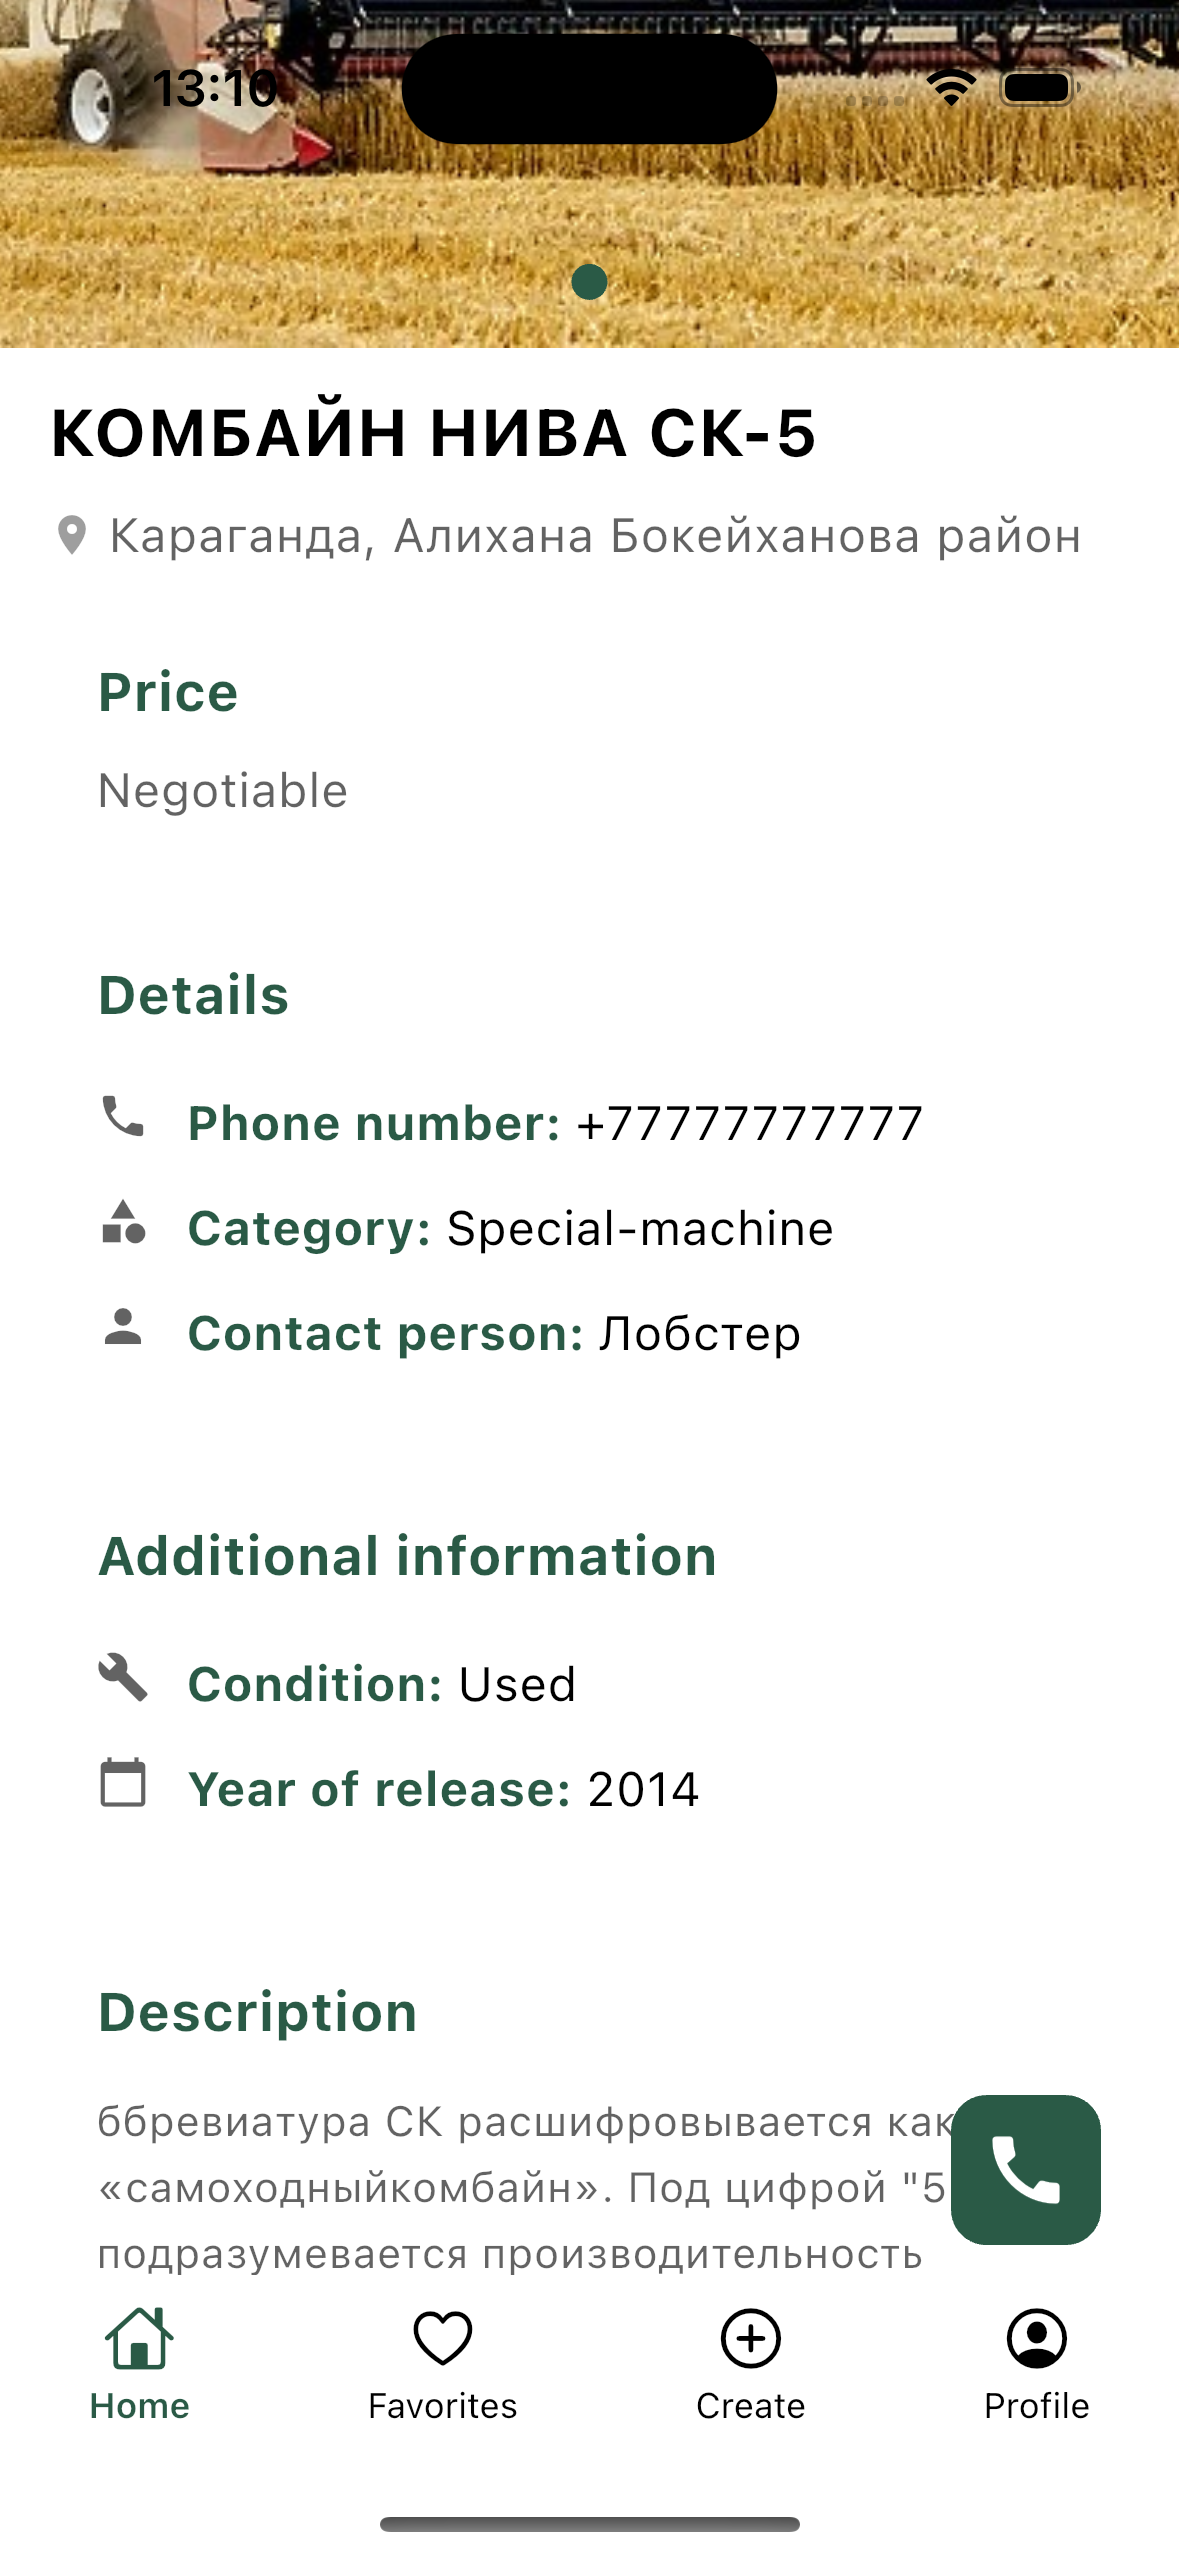 13:10
КОМБАЙН НИВА СК-5
Караганда, Алихана Бокейханова район
Price
Negotiable
Details
Phone number: +77777777777
Category: Special-machine
Contact person: Лобстер
Additional information
Condition: Used
Year of release: 2014
Description
ббревиатура СК расшифровывается как
«самоходныйкомбайн». Под цифрой "5
подразумевается производительность
Home
Favorites
Create
Profile